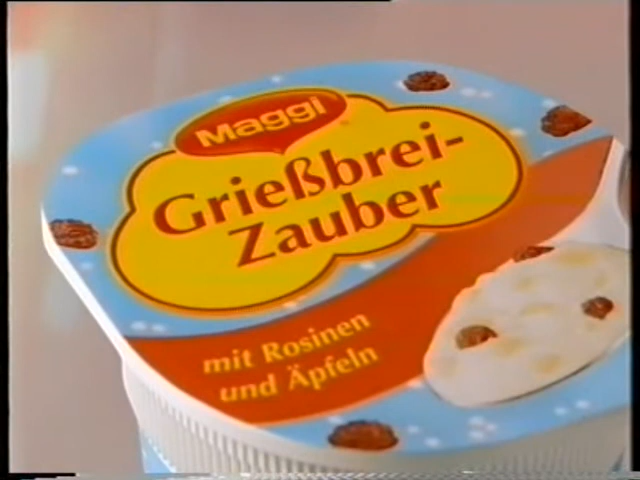 Maggi
Grießbrei-
Zauber
mit Rosinen
und Äpfeln